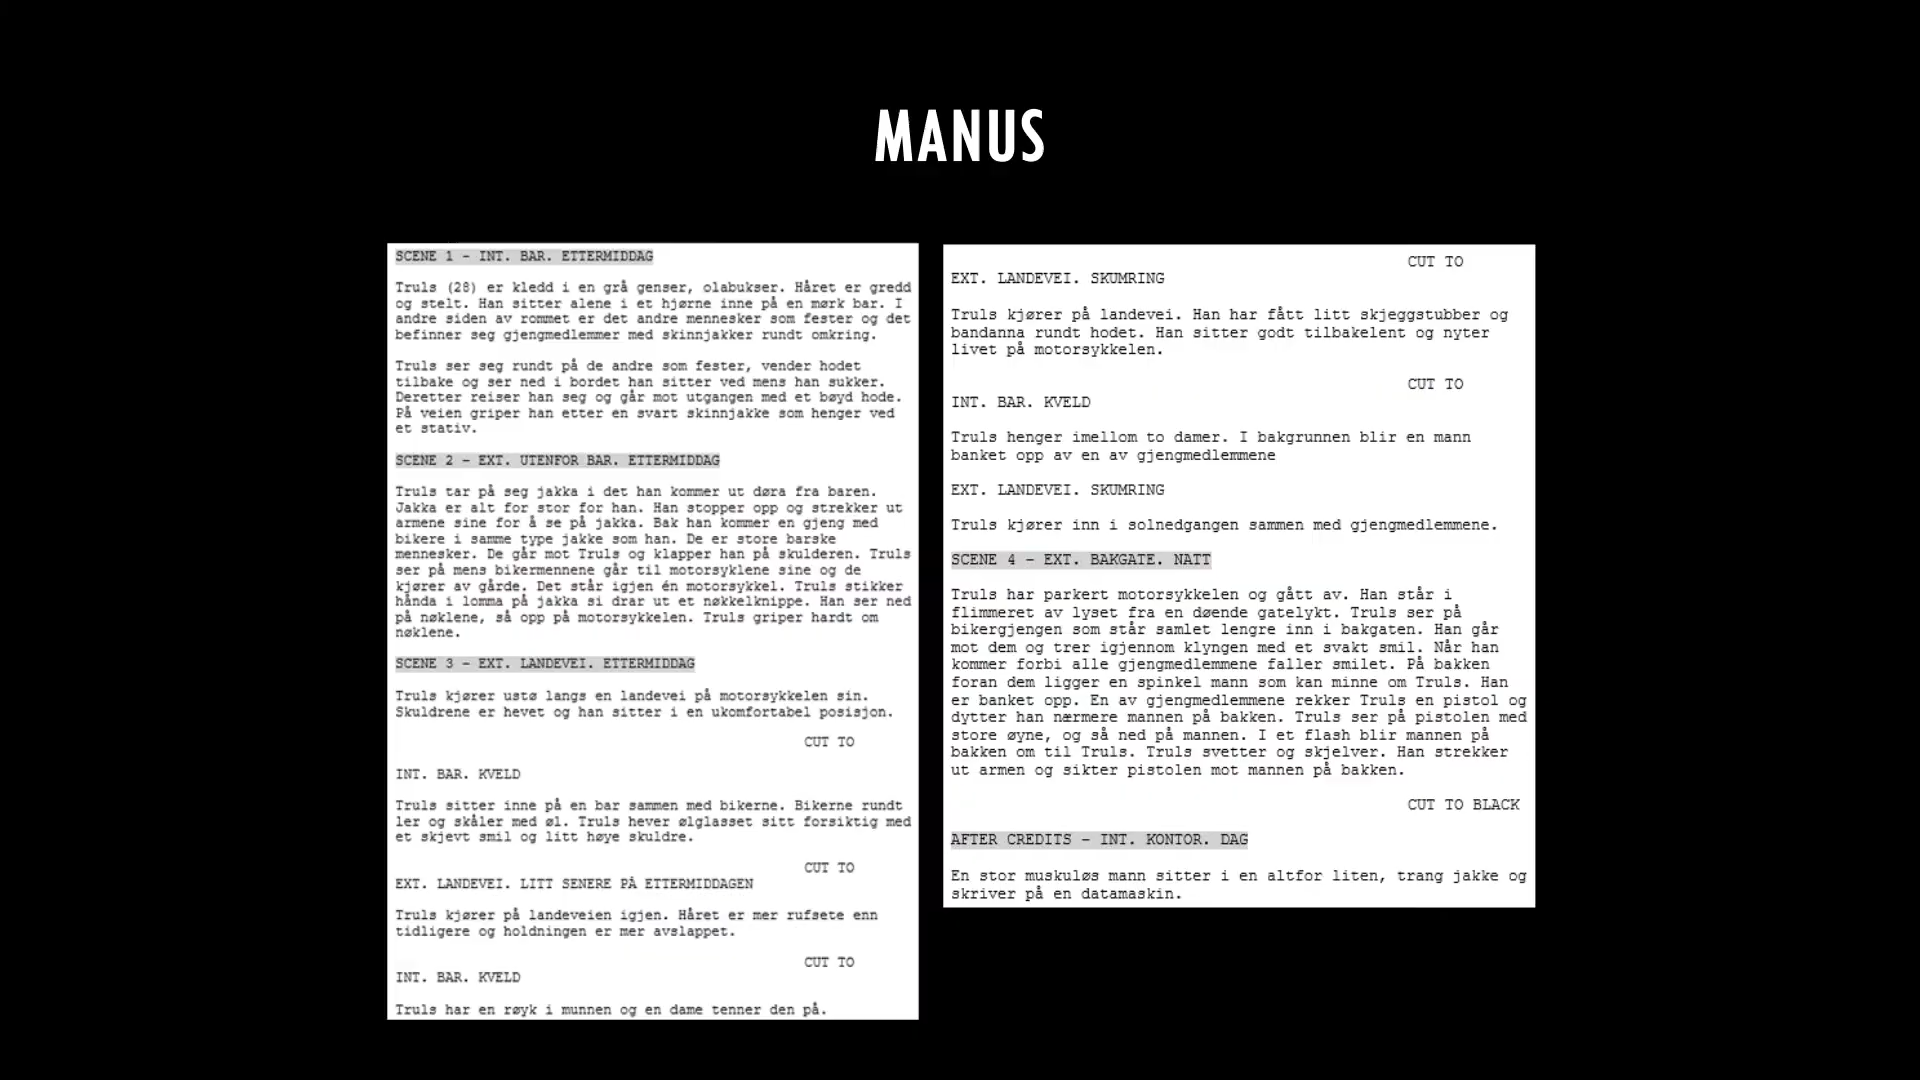 MANUS
SCENE 1 - INT. BAR. ETTERMIDDAG
Truls (28) er kledd i en grå genser, olabukser. Håret er gredd
og stelt. Han sitter alene i et hjørne inne på en mørk bar. I
andre siden av rommet er det andre mennesker som fester og det
befinner seg gjengmedlemmer med skinnjakker rundt omkring.
Truls ser seg rundt på de andre som fester, vender hodet
tilbake og ser ned i bordet han sitter ved mens han sukker.
Deretter reiser han seg og går mot utgangen med et bøyd hode.
På veien griper han etter en svart skinnjakke som henger ved
et stativ.
SCENE 2 - EXT. UTENFOR BAR. ETTERMIDDAG
Truls tar på seg jakka i det han kommer ut døra fra baren.
Jakka er alt for stor for han. Han stopper opp og strekker ut
armene sine for å se på jakka. Bak han kommer en gjeng med
bikere i samme type jakke som han. De er store barske
mennesker. De går mot Truls og klapper han på skulderen. Truls
ser på mens bikermennene går til motorsyklene sine og de
kjører av gårde. Det står igjen én motorsykkel. Truls stikker
hånda i lomma på jakka si drar ut et nøkkelknippe. Han ser ned
på nøklene, så opp på motorsykkelen. Truls griper hardt om
nøklene.
SCENE 3 - EXT. LANDEVEI. ETTERMIDDAG
Truls kjører ustø langs en landevei på motorsykkelen sin.
Skuldrene er hevet og han sitter i en ukomfortabel posisjon.
CUT TO
INT. BAR. KVELD
Truls sitter inne på en bar sammen med bikerne. Bikerne rundt
ler og skåler med øl. Truls hever ølglasset sitt forsiktig med
et skjevt smil og litt høye skuldre.
CUT TO
EXT. LANDEVEI. LITT SENERE PÅ ETTERMIDDAGEN
Truls kjører på landeveien igjen. Håret er mer rufsete enn
tidligere og holdningen er mer avslappet.
CUT TO
INT. BAR. KVELD
Truls har en røyk i munnen og en dame tenner den på.
CUT TO
EXT. LANDEVEI. SKUMRING
Truls kjører på landevei. Han har fått litt skjeggstubber og
bandanna rundt hodet. Han sitter godt tilbakelent og nyter
livet på motorsykkelen.
CUT TO
INT. BAR. KVELD
Truls henger imellom to damer. I bakgrunnen blir en mann
banket opp av en av gjengmedlemmene
EXT. LANDEVEI. SKUMRING
Truls kjører inn i solnedgangen sammen med gjengmedlemmene.
SCENE 4 - EXT. BAKGATE. NATT
Truls har parkert motorsykkelen og gått av. Han står i
flimmeret av lyset fra en døende gatelykt. Truls ser på
bikergjengen som står samlet lengre inn i bakgaten. Han går
mot dem og trer igjennom klyngen med et svakt smil. Når han
kommer forbi alle gjengmedlemmene faller smilet. På bakken
foran dem ligger en spinkel mann som kan minne om Truls. Han
er banket opp. En av gjengmedlemmene rekker Truls en pistol og
dytter han nærmere mannen på bakken. Truls ser på pistolen med
store øyne, og så ned på mannen. I et flash blir mannen på
bakken om til Truls. Truls svetter og skjelver. Han strekker
ut armen og sikter pistolen mot mannen på bakken.
CUT TO BLACK
AFTER CREDITS - INT. KONTOR. DAG
En stor muskuløs mann sitter i en altfor liten, trang jakke og
skriver på en datamaskin.